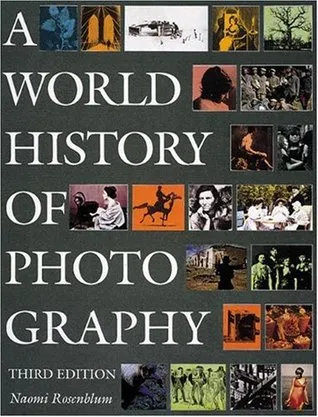 A
WORLD
HISTORY
OF
PHOTO
GRAPHY
THIRD EDITION
Naomi Rosenblum